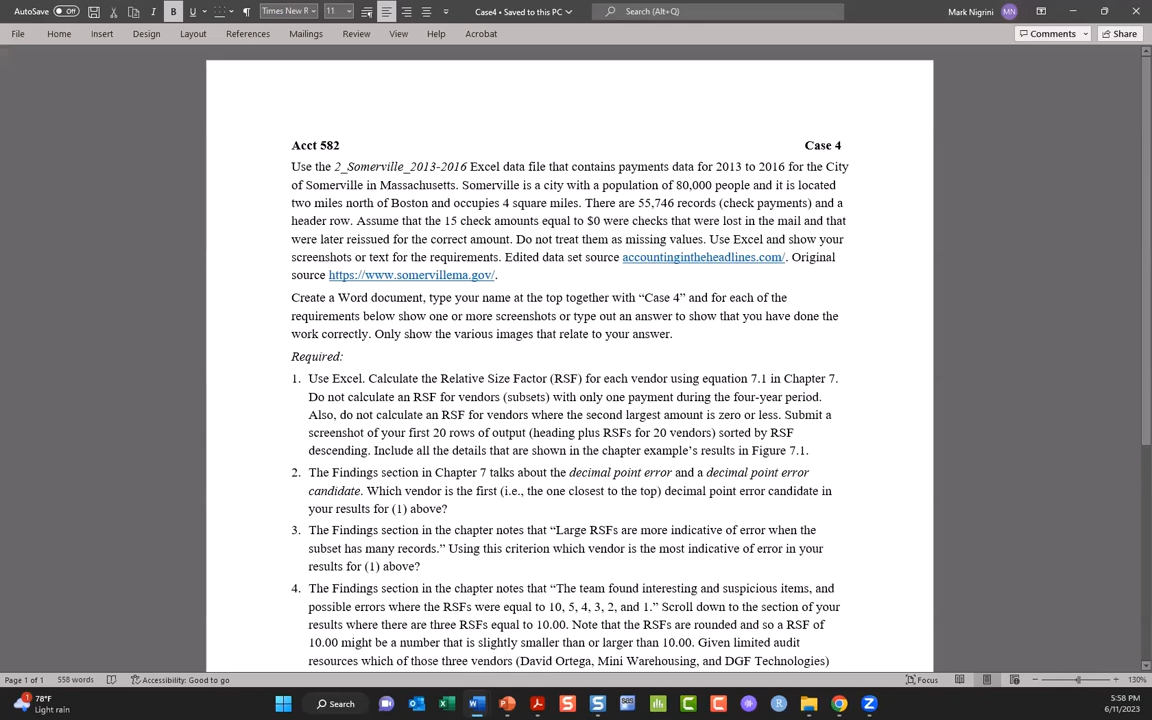 AutoSave Off B U I ¶ Times New R 11 Case4 • Saved to this PC Search (Alt+Q) Mark Nigrini MN
File Home Insert Design Layout References Mailings Review View Help Acrobat Comments Share
Acct 582 Case 4
Use the 2_Somerville_2013-2016 Excel data file that contains payments data for 2013 to 2016 for the City
of Somerville in Massachusetts. Somerville is a city with a population of 80,000 people and it is located
two miles north of Boston and occupies 4 square miles. There are 55,746 records (check payments) and a
header row. Assume that the 15 check amounts equal to $0 were checks that were lost in the mail and that
were later reissued for the correct amount. Do not treat them as missing values. Use Excel and show your
screenshots or text for the requirements. Edited data set source accountingintheheadlines.com/. Original
source https://www.somervillema.gov/.
Create a Word document, type your name at the top together with “Case 4” and for each of the
requirements below show one or more screenshots or type out an answer to show that you have done the
work correctly. Only show the various images that relate to your answer.
Required:
1. Use Excel. Calculate the Relative Size Factor (RSF) for each vendor using equation 7.1 in Chapter 7.
Do not calculate an RSF for vendors (subsets) with only one payment during the four-year period.
Also, do not calculate an RSF for vendors where the second largest amount is zero or less. Submit a
screenshot of your first 20 rows of output (heading plus RSFs for 20 vendors) sorted by RSF
descending. Include all the details that are shown in the chapter example’s results in Figure 7.1.
2. The Findings section in Chapter 7 talks about the decimal point error and a decimal point error
candidate. Which vendor is the first (i.e., the one closest to the top) decimal point error candidate in
your results for (1) above?
3. The Findings section in the chapter notes that “Large RSFs are more indicative of error when the
subset has many records.” Using this criterion which vendor is the most indicative of error in your
results for (1) above?
4. The Findings section in the chapter notes that “The team found interesting and suspicious items, and
possible errors where the RSFs were equal to 10, 5, 4, 3, 2, and 1.” Scroll down to the section of your
results where there are three RSFs equal to 10.00. Note that the RSFs are rounded and so a RSF of
10.00 might be a number that is slightly smaller than or larger than 10.00. Given limited audit
resources which of those three vendors (David Ortega, Mini Warehousing, and DGF Technologies)
Page 1 of 1 558 words Accessibility: Good to go Focus 130%
78°F
Light rain
Search
5:58 PM
6/11/2023